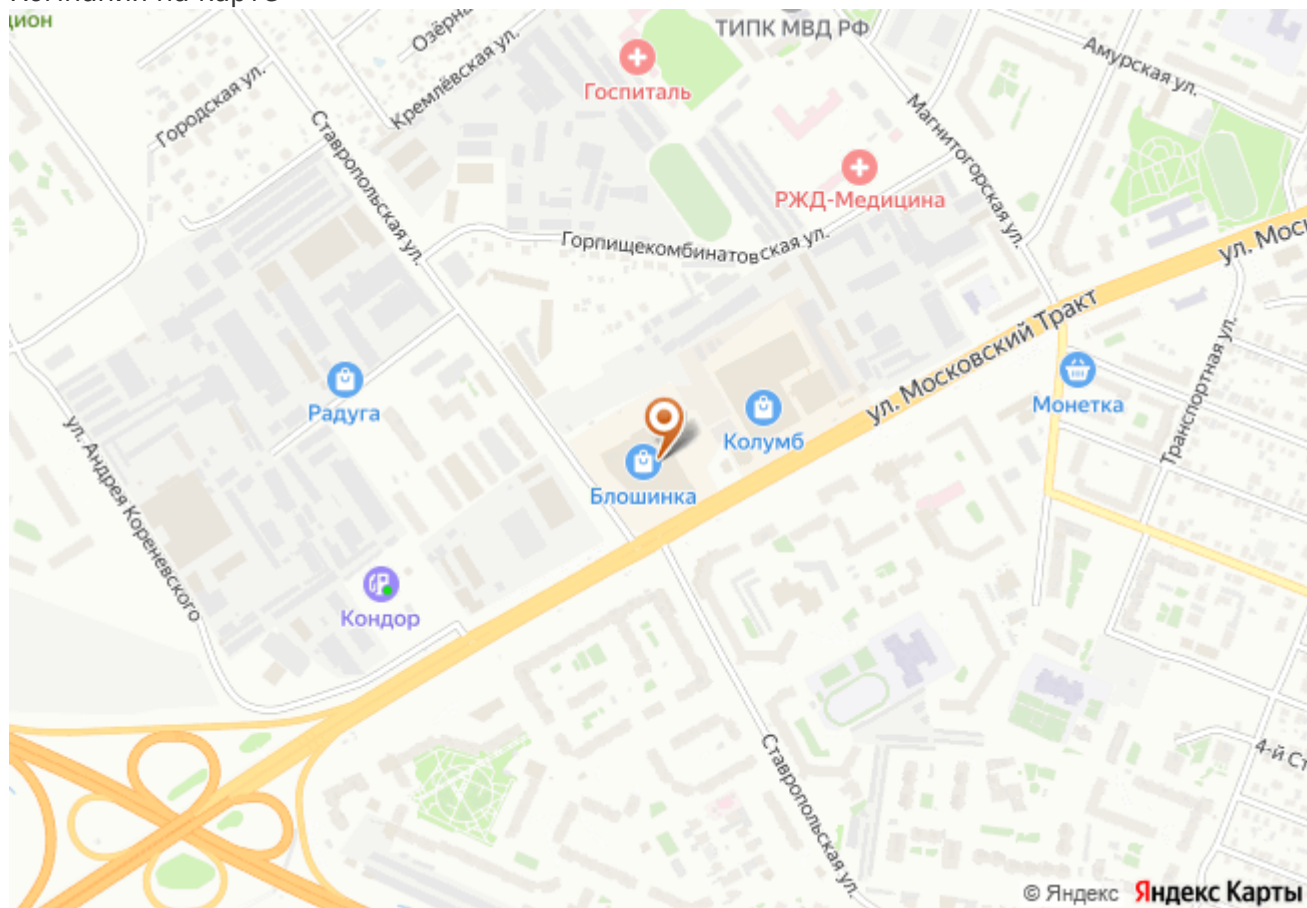 дион
Озёрна
ТИПК МВД РФ
Кремлёвская ул.
Амурская ул.
Городская ул.
Госпиталь
Магнитогорская ул.
Ставропольская ул.
РЖД-Медицина
Горпищекомбинатовская ул.
ул. Моск
ул. Московский Тракт
Транспортная ул.
Радуга
Монетка
Колумб
Блошинка
ул. Андрея Кореневского
Кондор
4-й Ст
Ставропольская ул.
© Яндекс Яндекс Карты